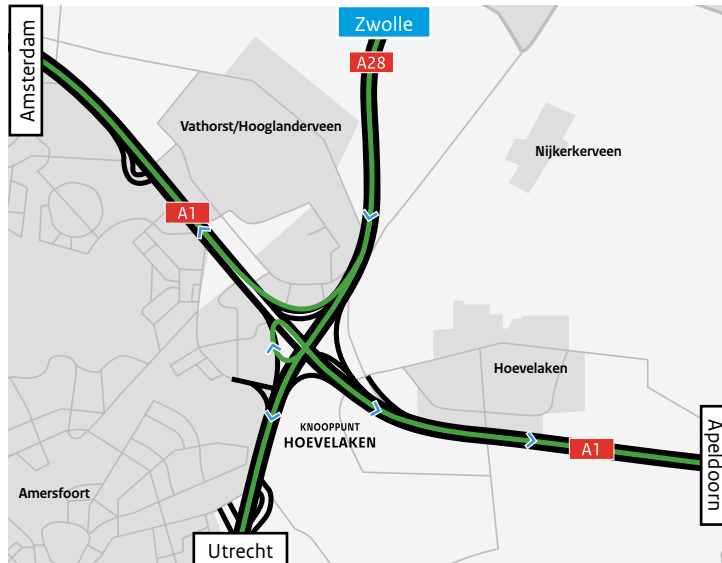 Zwolle
A28
Amsterdam
Vathorst/Hooglanderveen
Nijkerkerveen
A1
Hoevelaken
KNOOPPUNT
HOEVELAKEN
A1
Apeldoorn
Amersfoort
Utrecht